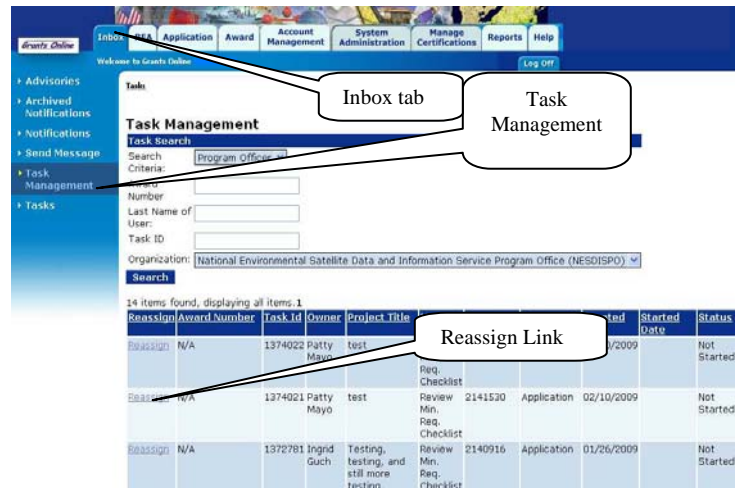 Grants Online
Inbox RFA Application Award Account Management System Administration Manage Certifications Reports Help
Welcome to Grants Online
Log Off
Advisories
Archived
Notifications
Notifications
Send Message
Task
Management
Tasks
Tasks
Inbox tab
Task
Management
Task Management
Task Search
Search
Criteria:
Program Officer
Award
Number
Last Name of
User:
Task ID
Organization: National Environmental Satellite Data and Information Service Program Office (NESDISPO)
Search
14 items found, displaying all items.1
Reassign Award Number Task Id Owner Project Title Started Date Status
Reassign Link
Reassign N/A 1374022 Patty Mayo test Req. Checklist /2009 Not Started
Reassign N/A 1374021 Patty Mayo test Review Min. Req. Checklist 2141530 Application 02/10/2009 Not Started
Reassign N/A 1372781 Ingrid Guch Testing, testing, and still more testing Review Min. Req. Checklist 2140916 Application 01/26/2009 Not Started